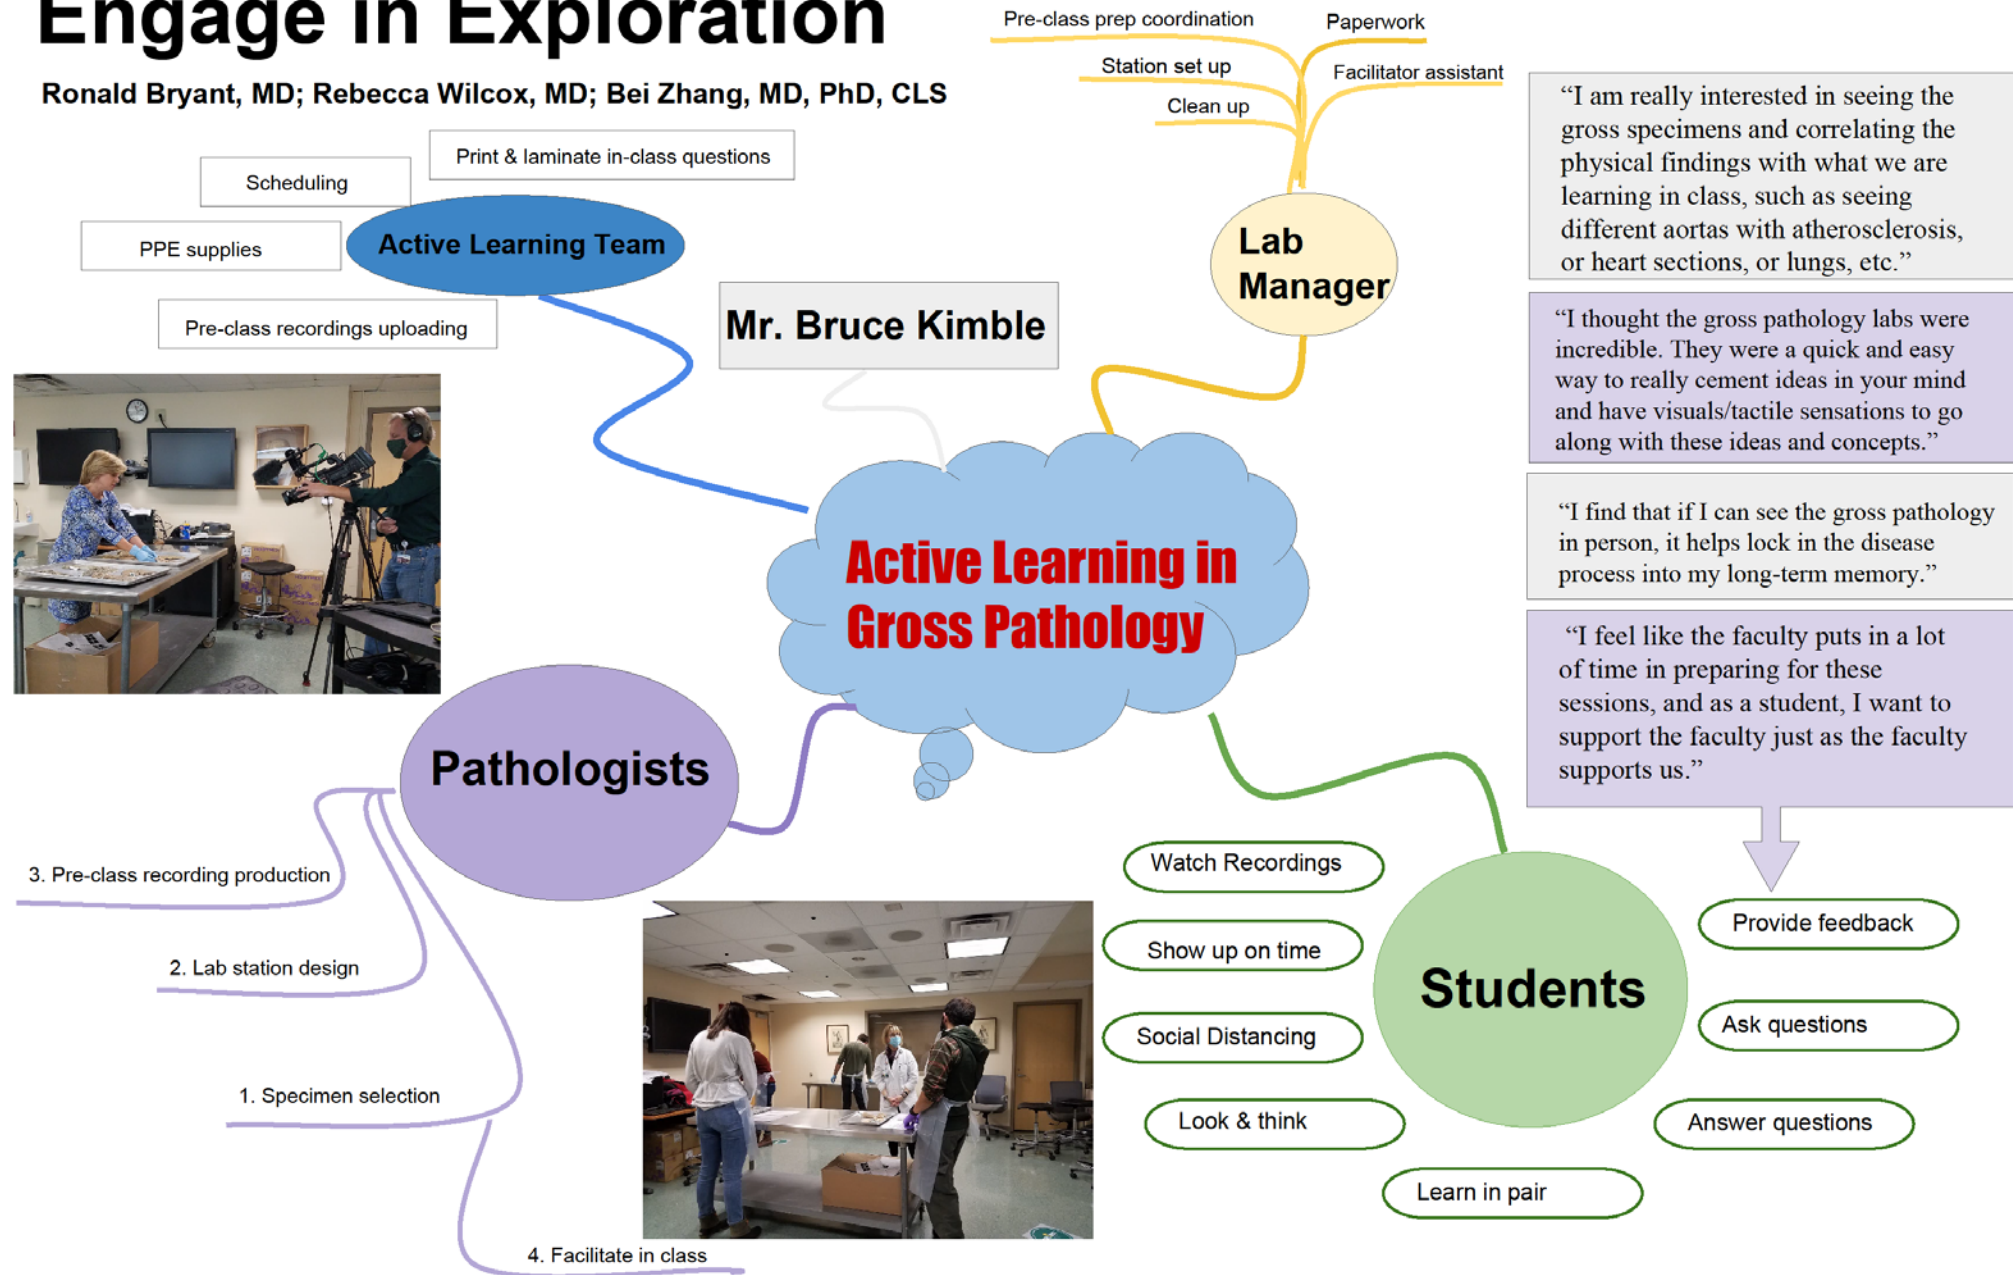 Engage in Exploration
Ronald Bryant, MD; Rebecca Wilcox, MD; Bei Zhang, MD, PhD, CLS
Print & laminate in-class questions
Scheduling
PPE supplies
Active Learning Team
Pre-class recordings uploading
Mr. Bruce Kimble
Pre-class prep coordination
Paperwork
Station set up
Facilitator assistant
Clean up
Lab
Manager
Active Learning in
Gross Pathology
Pathologists
3. Pre-class recording production
2. Lab station design
1. Specimen selection
4. Facilitate in class
“I am really interested in seeing the
gross specimens and correlating the
physical findings with what we are
learning in class, such as seeing
different aortas with atherosclerosis,
or heart sections, or lungs, etc.”
“I thought the gross pathology labs were
incredible. They were a quick and easy
way to really cement ideas in your mind
and have visuals/tactile sensations to go
along with these ideas and concepts.”
“I find that if I can see the gross pathology
in person, it helps lock in the disease
process into my long-term memory.”
“I feel like the faculty puts in a lot
of time in preparing for these
sessions, and as a student, I want to
support the faculty just as the faculty
supports us.”
Students
Watch Recordings
Show up on time
Social Distancing
Look & think
Learn in pair
Answer questions
Ask questions
Provide feedback